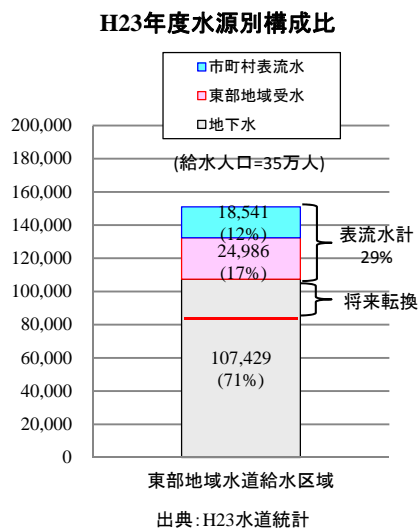 H23年度水源別構成比
市町村表流水
東部地域受水
地下水
(給水人口=35万人)
200,000
180,000
160,000
140,000
120,000
100,000
80,000
60,000
40,000
20,000
0
18,541
(12%)
24,986
(17%)
107,429
(71%)
表流水計
29%
将来転換
東部地域水道給水区域
出典:H23水道統計